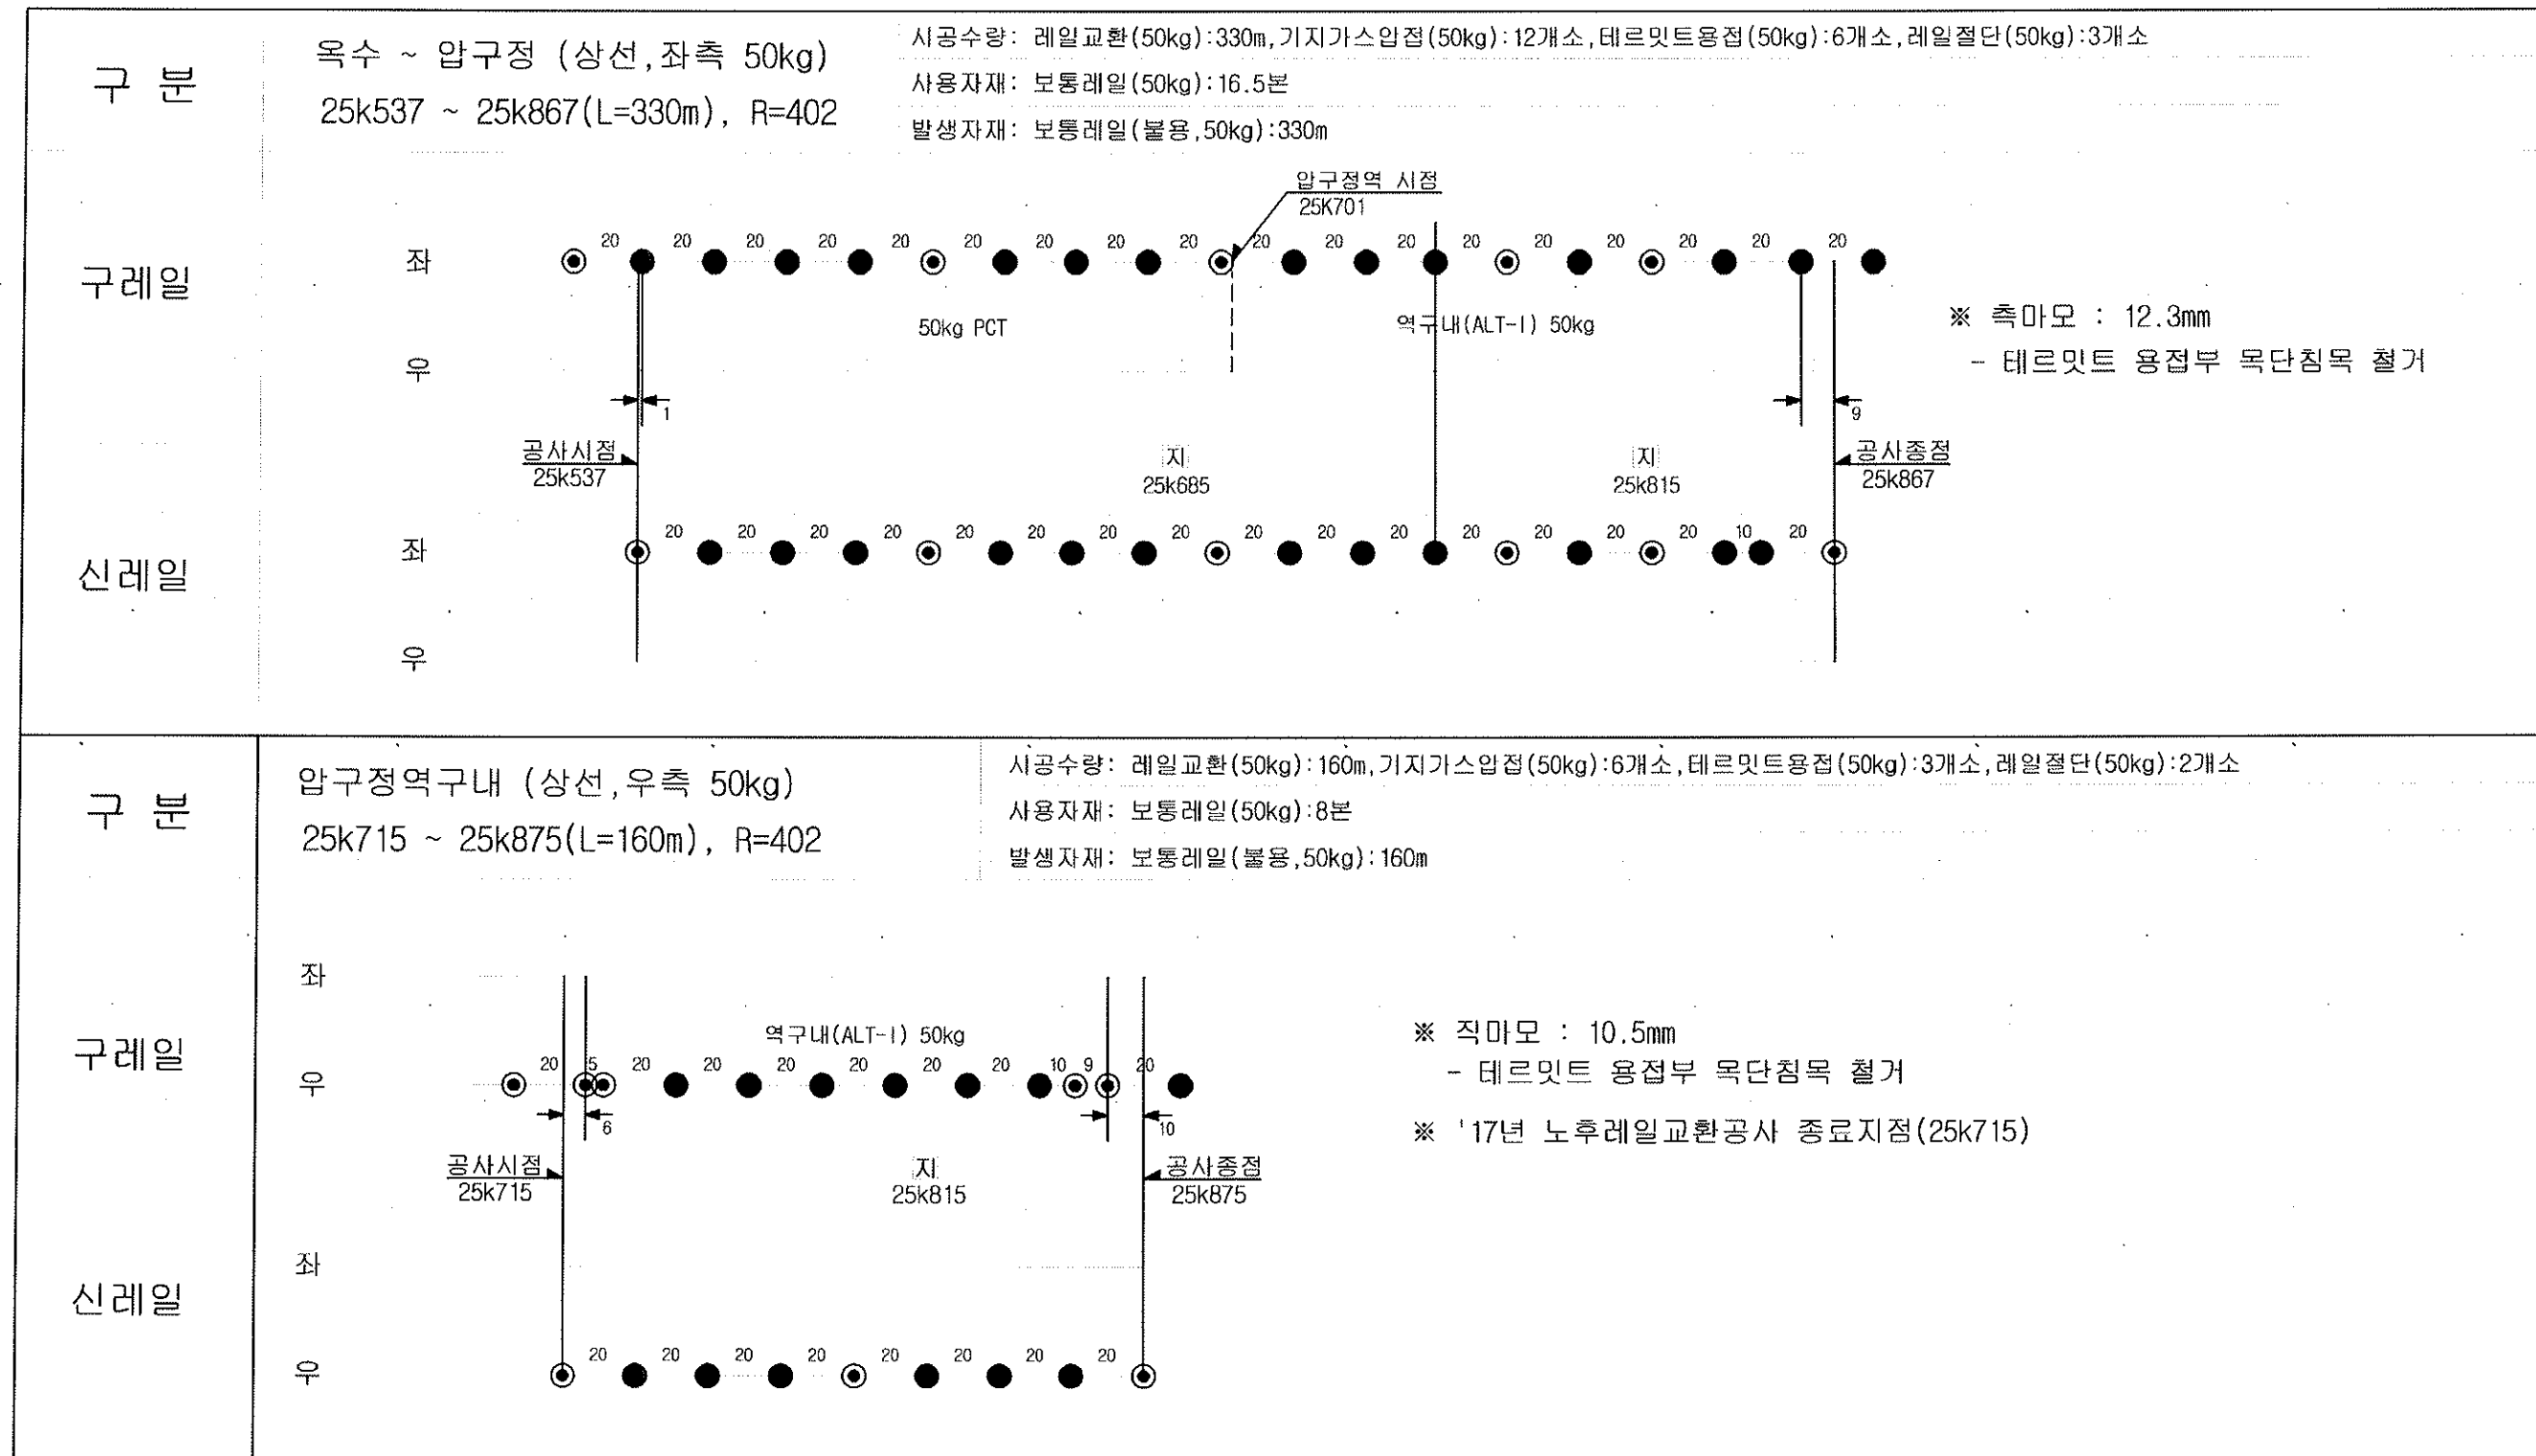 구 분
옥수 ~ 압구정 (상선,좌측 50kg)
25k537 ~ 25k867(L=330m), R=402
시공수량: 레일교환(50kg):330m,기지가스압접(50kg):12개소,테르밋트용접(50kg):6개소,레일절단(50kg):3개소
사용자재: 보통레일(50kg):16.5본
발생자재: 보통레일(불용,50kg):330m
압구정역 시점
25K701
구레일
좌
20 20 20 20 20 20 20 20 20 20 20 20 20 20 20 20 20 20
50kg PCT
역구내(ALT-I) 50kg
우
1
9
※ 측마모 : 12.3mm
- 테르밋트 용접부 목단침목 철거
공사시점
25k537
지
25k685
지
25k815
공사종점
25k867
신레일
좌
20 20 20 20 20 20 20 20 20 20 20 20 20 20 20 10 20
우
구 분
압구정역구내 (상선,우측 50kg)
25k715 ~ 25k875(L=160m), R=402
시공수량: 레일교환(50kg):160m,기지가스압접(50kg):6개소,테르밋트용접(50kg):3개소,레일절단(50kg):2개소
사용자재: 보통레일(50kg):8본
발생자재: 보통레일(불용,50kg):160m
구레일
좌
역구내(ALT-I) 50kg
우
20 5 20 20 20 20 20 20 10 9 20
6
10
※ 직마모 : 10.5mm
- 테르밋트 용접부 목단침목 철거
※ '17년 노후레일교환공사 종료지점(25k715)
공사시점
25k715
지
25k815
공사종점
25k875
신레일
좌
우
20 20 20 20 20 20 20 20